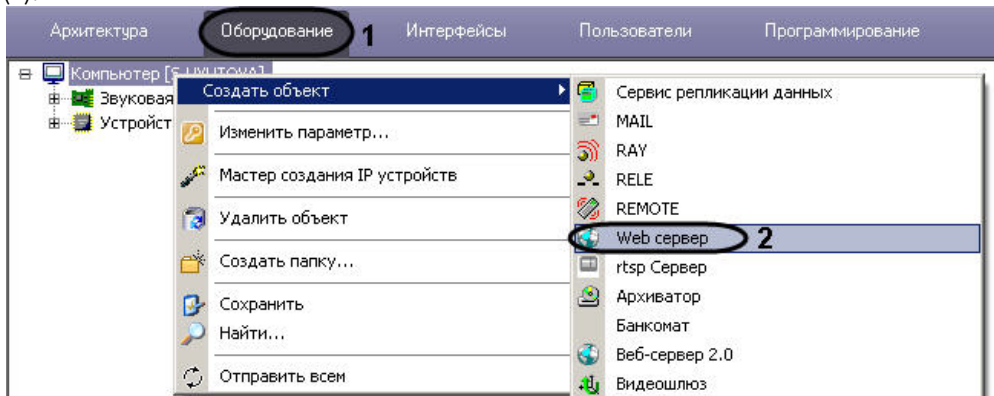 Архитектура Оборудование 1 Интерфейсы Пользователи Программирование
Компьютер [S
Звуковая
Устройст
Создать объект
Изменить параметр...
Мастер создания IP устройств
Удалить объект
Создать папку...
Сохранить
Найти...
Отправить всем
Сервис репликации данных
MAIL
RAY
RELE
REMOTE
Web сервер 2
rtsp Сервер
Архиватор
Банкомат
Веб-сервер 2.0
Видеошлюз